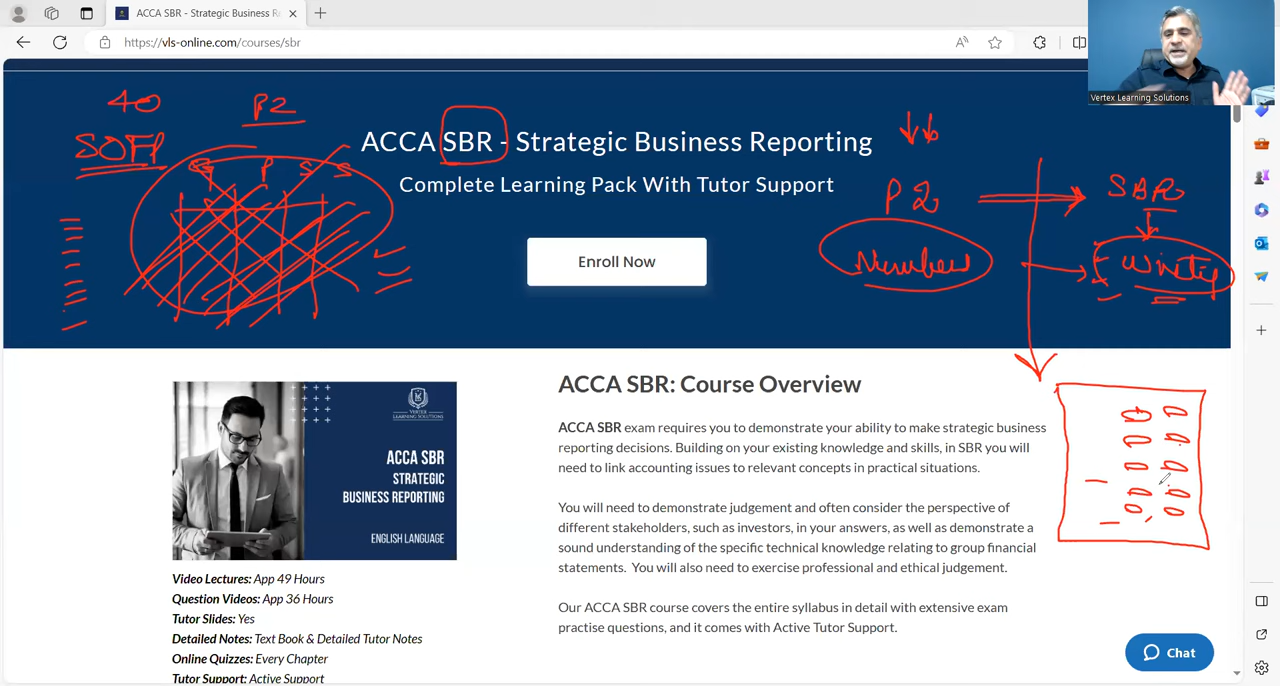 ACCA SBR - Strategic Business Re
https://vls-online.com/courses/sbr
Vertex Learning Solutions
40
P2
SOFP
G P S S
ACCA SBR - Strategic Business Reporting
Complete Learning Pack With Tutor Support
Enroll Now
P2
SBR
Numbers
Writing
ACCA SBR: Course Overview
ACCA SBR exam requires you to demonstrate your ability to make strategic business
reporting decisions. Building on your existing knowledge and skills, in SBR you will
need to link accounting issues to relevant concepts in practical situations.
You will need to demonstrate judgement and often consider the perspective of
different stakeholders, such as investors, in your answers, as well as demonstrate a
sound understanding of the specific technical knowledge relating to group financial
statements. You will also need to exercise professional and ethical judgement.
Our ACCA SBR course covers the entire syllabus in detail with extensive exam
practise questions, and it comes with Active Tutor Support.
VERTEX
LEARNING SOLUTIONS
ACCA SBR
STRATEGIC
BUSINESS REPORTING
ENGLISH LANGUAGE
Video Lectures: App 49 Hours
Question Videos: App 36 Hours
Tutor Slides: Yes
Detailed Notes: Text Book & Detailed Tutor Notes
Online Quizzes: Every Chapter
Tutor Support: Active Support
Chat